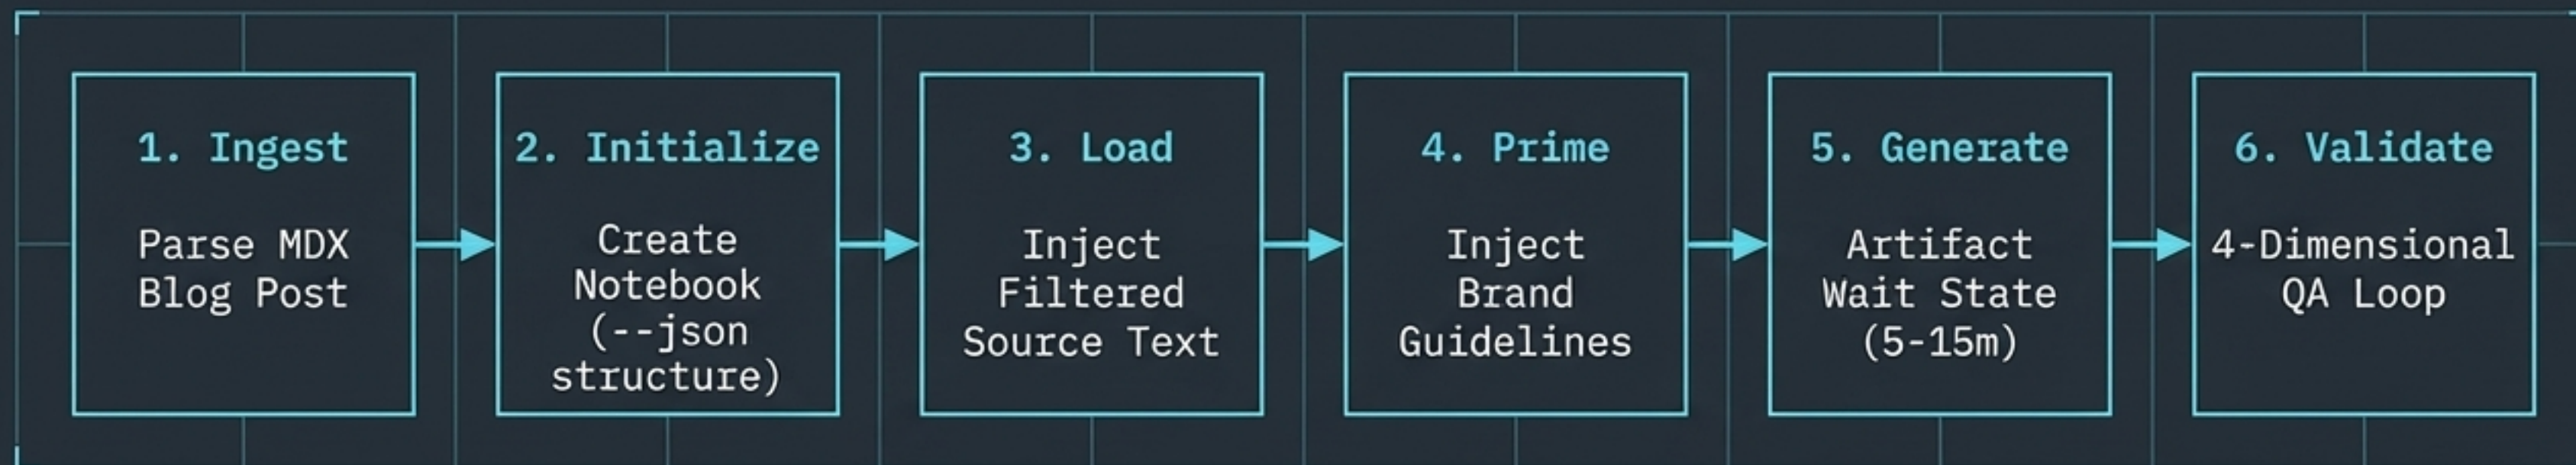 1. Ingest
Parse MDX
Blog Post
2. Initialize
Create
Notebook
(--json
structure)
3. Load
Inject
Filtered
Source Text
4. Prime
Inject
Brand
Guidelines
5. Generate
Artifact
Wait State
(5-15m)
6. Validate
4-Dimensional
QA Loop